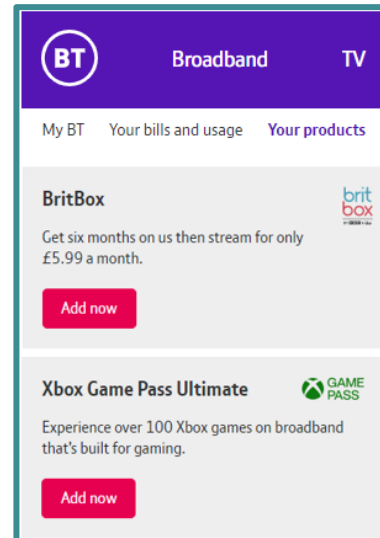 BT Broadband TV
My BT Your bills and usage Your products
BritBox
brit
box
Get six months on us then stream for only
£5.99 a month.
Add now
Xbox Game Pass Ultimate
GAME
PASS
Experience over 100 Xbox games on broadband
that's built for gaming.
Add now